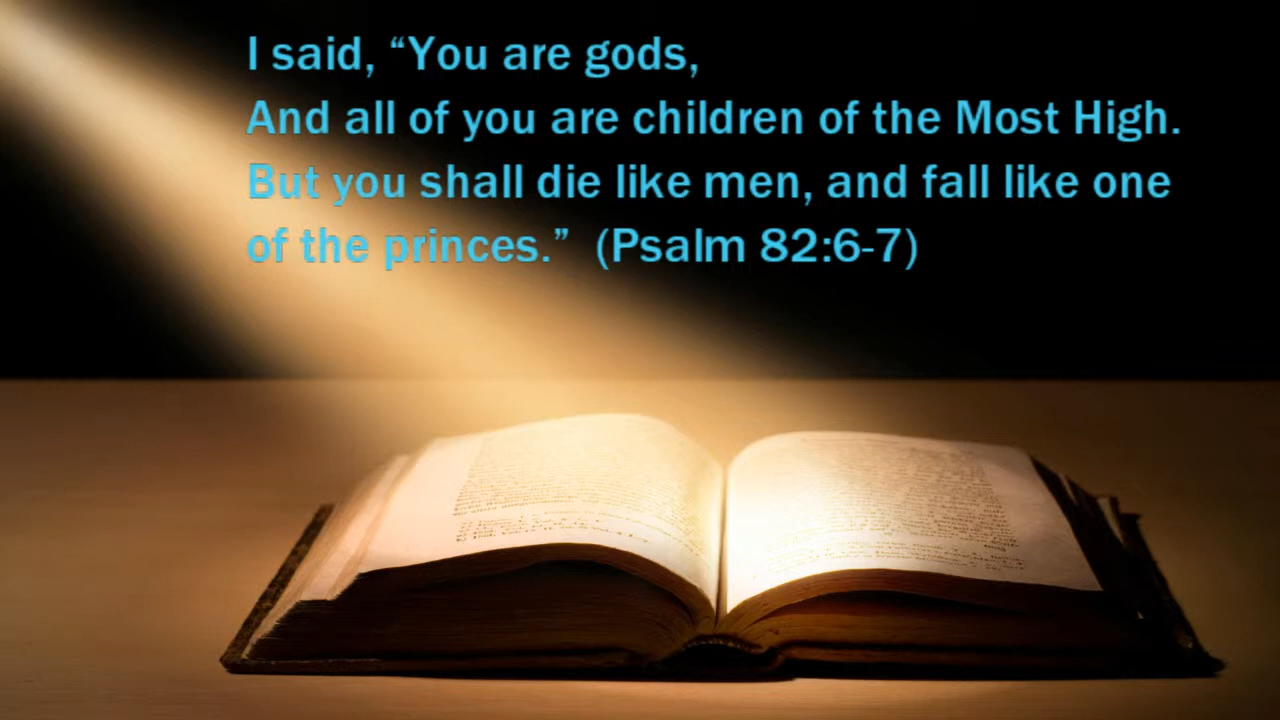 I said, “You are gods,
And all of you are children of the Most High.
But you shall die like men, and fall like one
of the princes.”  (Psalm 82:6-7)